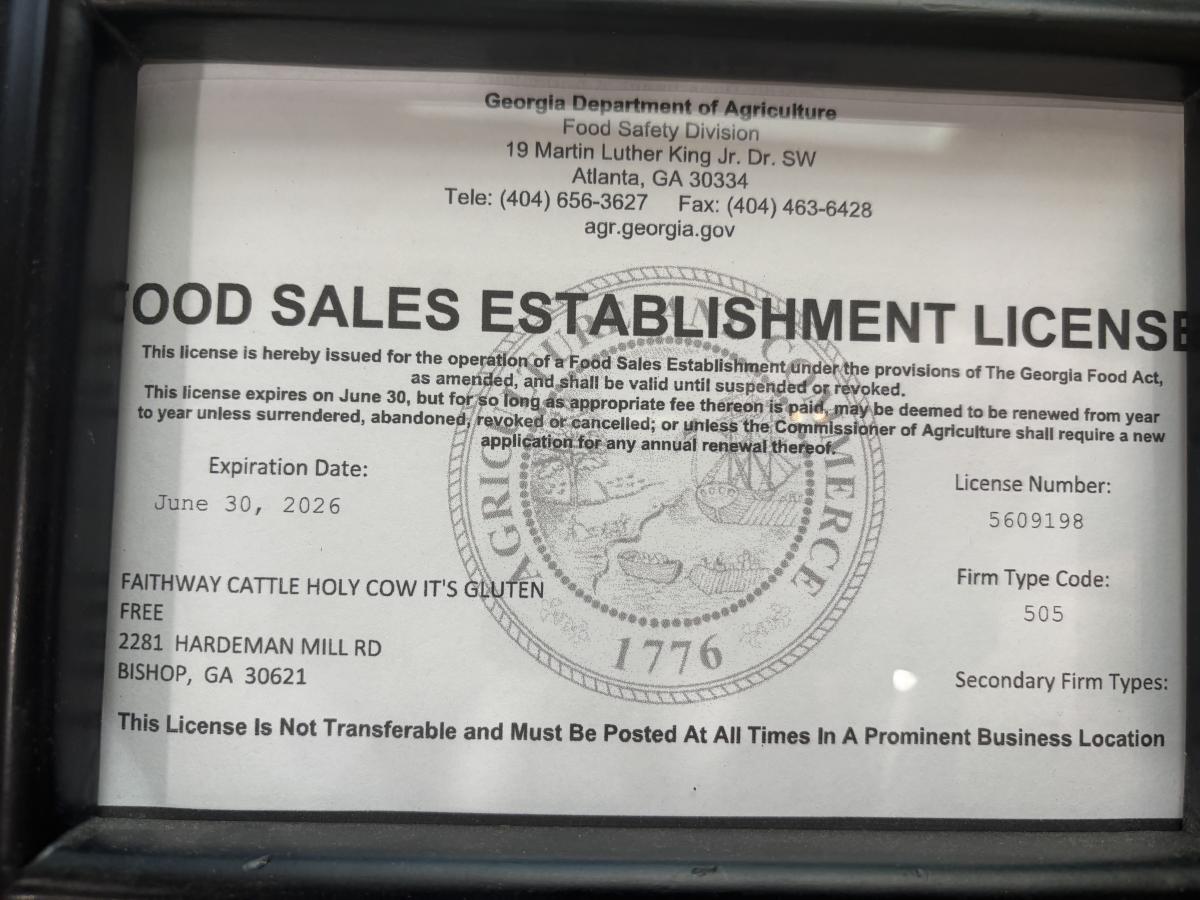 Georgia Department of Agriculture
Food Safety Division
19 Martin Luther King Jr. Dr. SW
Atlanta, GA 30334
Tele: (404) 656-3627 Fax: (404) 463-6428
agr.georgia.gov
FOOD SALES ESTABLISHMENT LICENSE
This license is hereby issued for the operation of a Food Sales Establishment under the provisions of The Georgia Food Act,
as amended, and shall be valid until suspended or revoked.
This license expires on June 30, but for so long as appropriate fee thereon is paid, may be deemed to be renewed from year
to year unless surrendered, abandoned, revoked or cancelled; or unless the Commissioner of Agriculture shall require a new
application for any annual renewal thereof.
Expiration Date:
June 30, 2026
License Number:
5609198
Firm Type Code:
505
Secondary Firm Types:
FAITHWAY CATTLE HOLY COW IT'S GLUTEN
FREE
2281 HARDEMAN MILL RD
BISHOP, GA 30621
AGRICULTURE AND COMMERCE
1776
This License Is Not Transferable and Must Be Posted At All Times In A Prominent Business Location